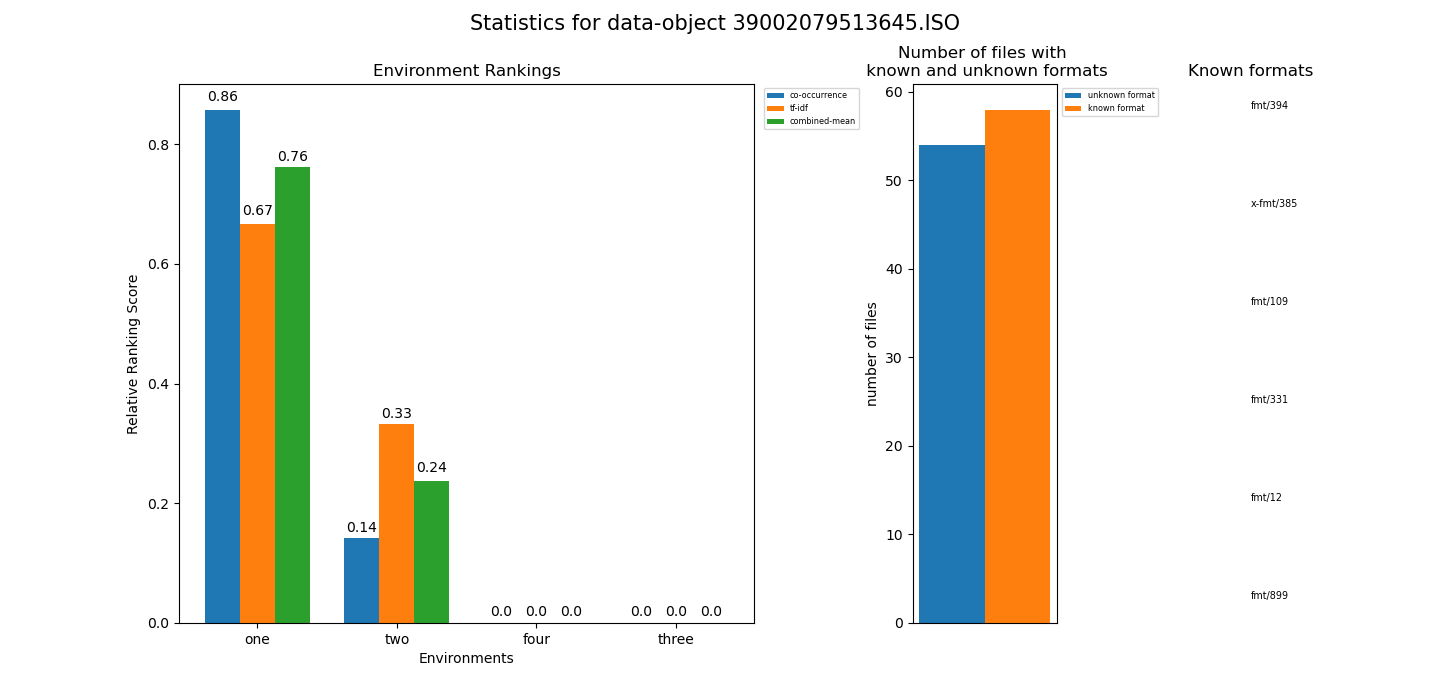 Statistics for data-object 39002079513645.ISO
Environment Rankings
0.86
0.67
0.76
0.14
0.33
0.24
0.0 0.0 0.0
0.0 0.0 0.0
0.8
0.6
0.4
0.2
0.0
Relative Ranking Score
one two four three
Environments
co-occurrence
tf-idf
combined-mean
Number of files with
known and unknown formats
60
50
40
30
20
10
0
number of files
unknown format
known format
Known formats
fmt/394
x-fmt/385
fmt/109
fmt/331
fmt/12
fmt/899